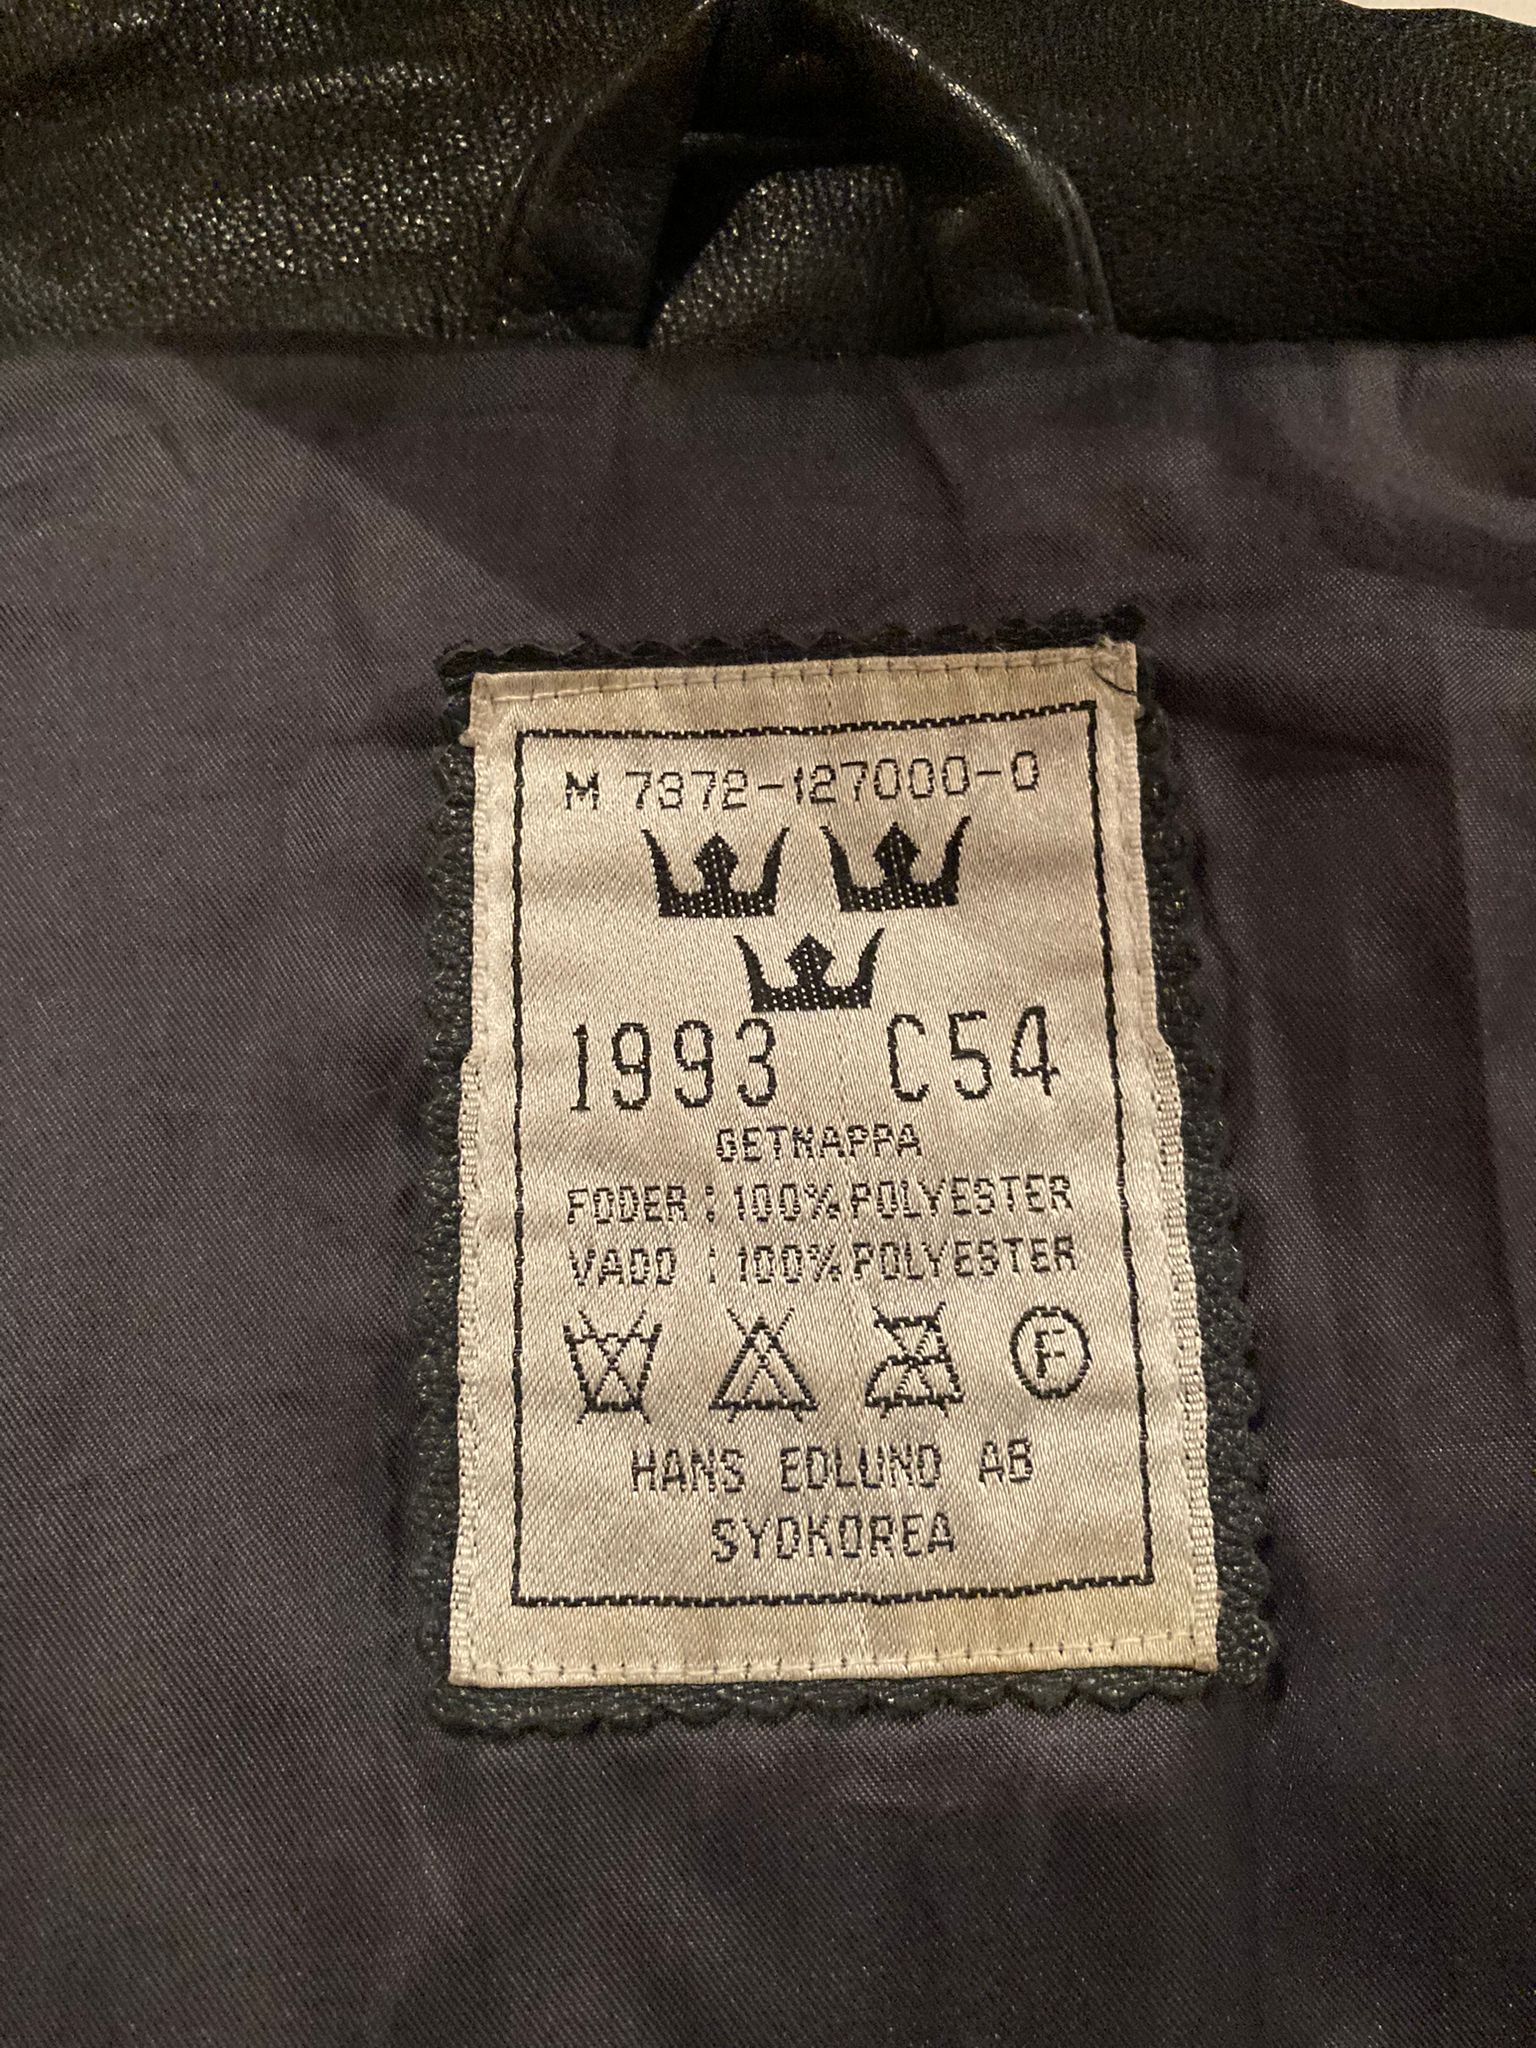 M 7372-127000-0
1993 C54
GETNAPPA
FODER : 100% POLYESTER
VADD : 100% POLYESTER
F
HANS EDLUND AB
SYDKOREA